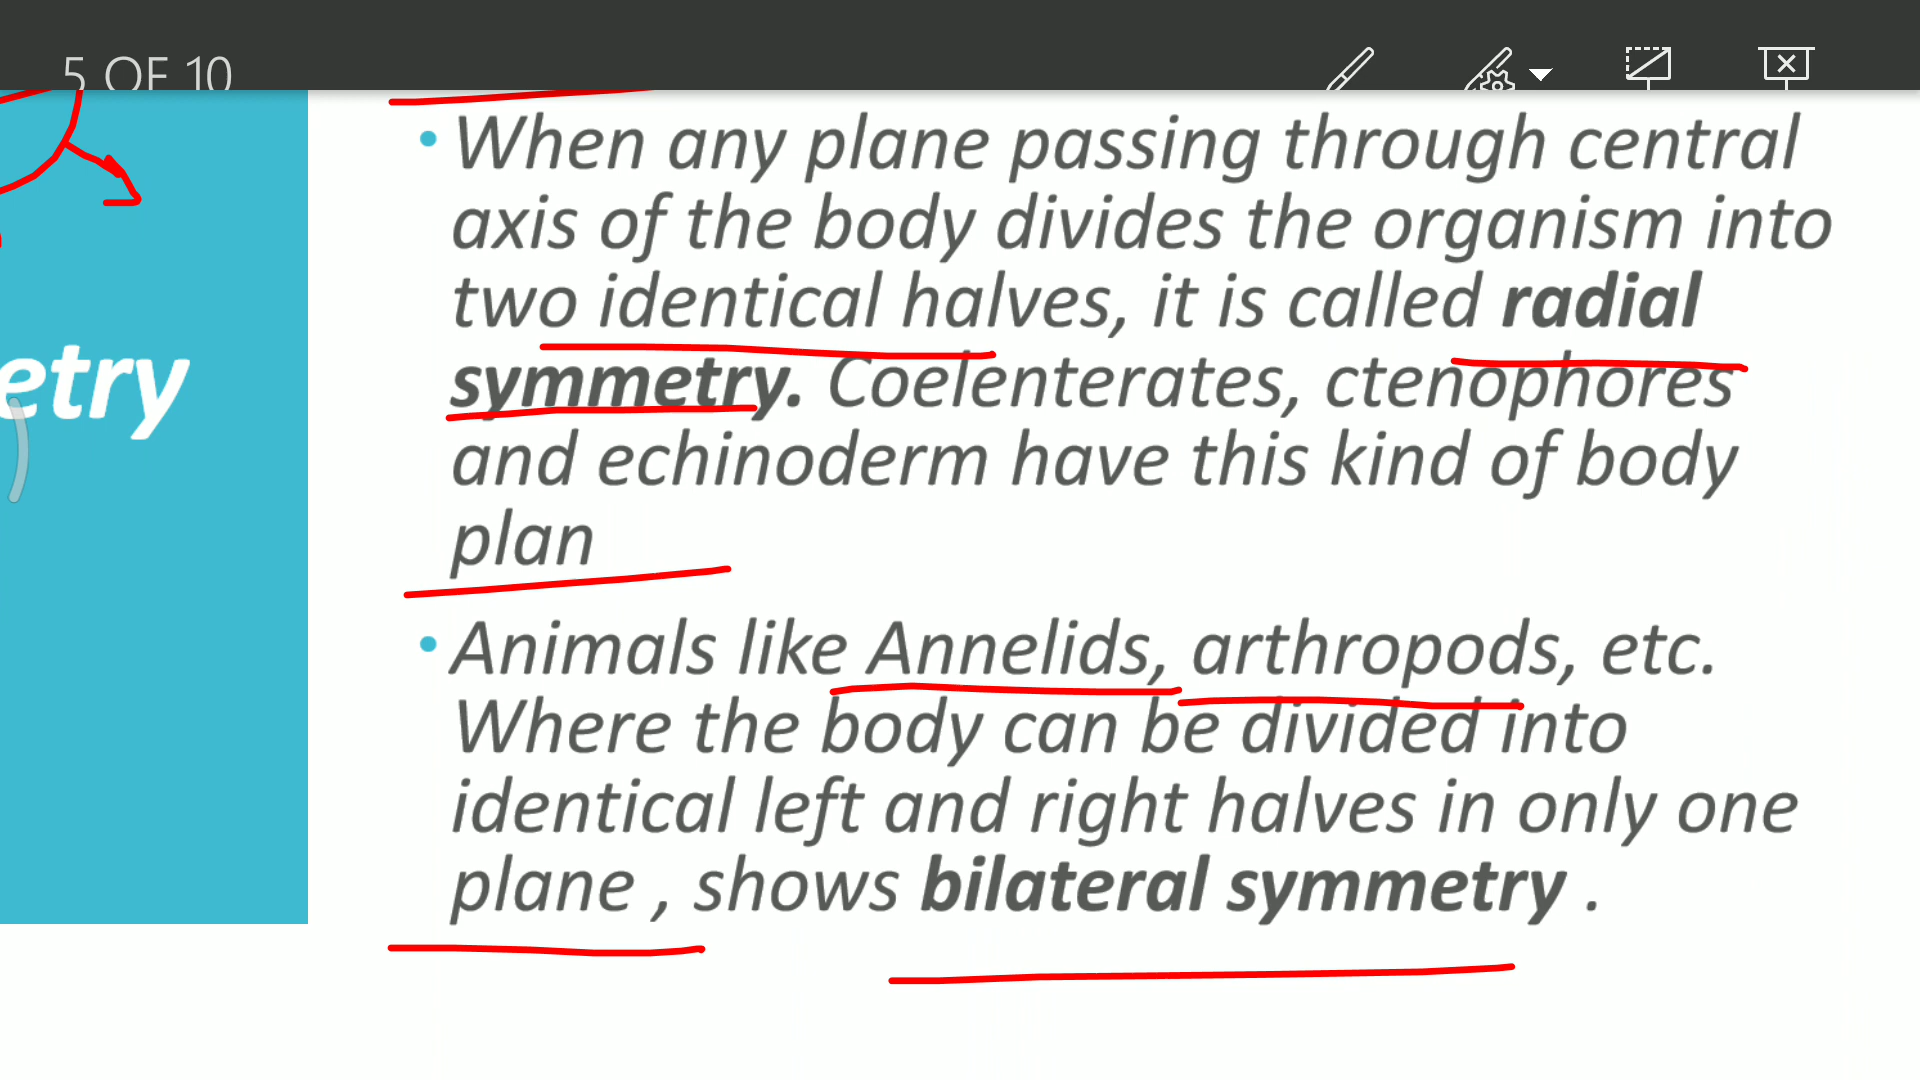 5 OF 10
etry
• When any plane passing through central
axis of the body divides the organism into
two identical halves, it is called radial
symmetry. Coelenterates, ctenophores
and echinoderm have this kind of body
plan
• Animals like Annelids, arthropods, etc.
Where the body can be divided into
identical left and right halves in only one
plane , shows bilateral symmetry .